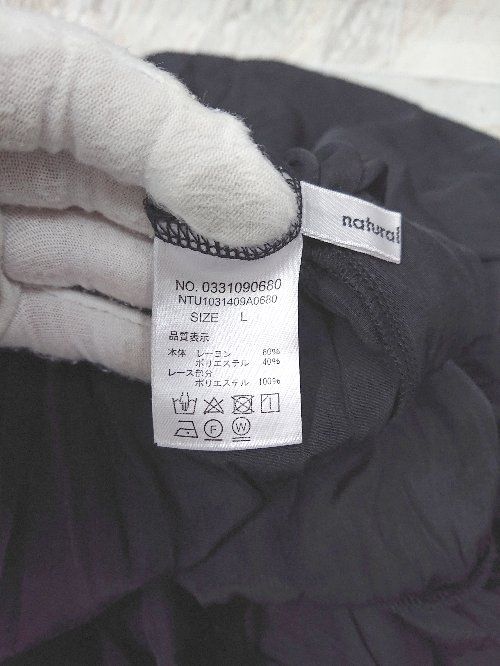 natural
NO. 0331090680
NTU1031409A0680
SIZE L
品質表示
本体 レーヨン 60%
ポリエステル 40%
レース部分
ポリエステル 100%
F W